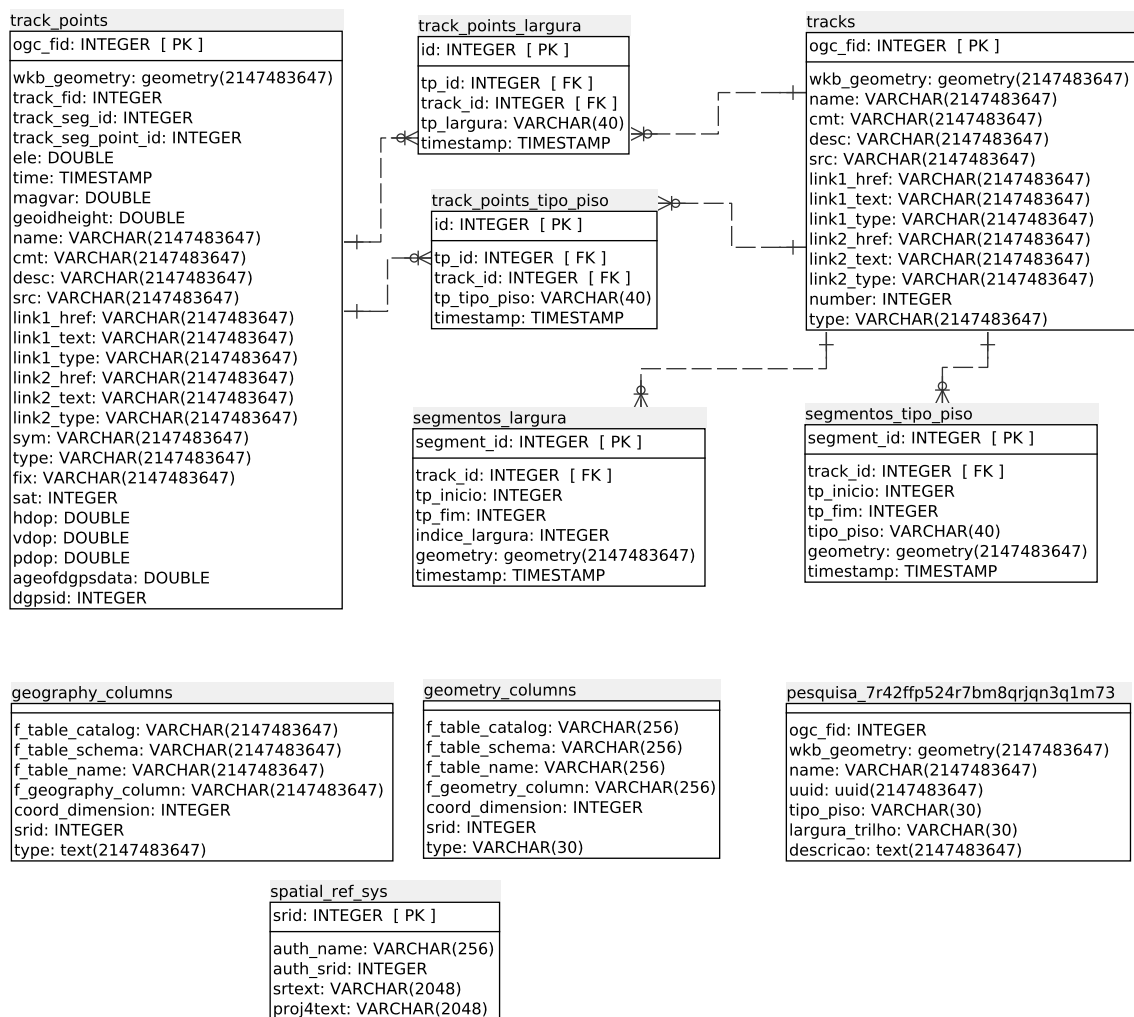 track_points
ogc_fid: INTEGER [ PK ]
wkb_geometry: geometry(2147483647)
track_fid: INTEGER
track_seg_id: INTEGER
track_seg_point_id: INTEGER
ele: DOUBLE
time: TIMESTAMP
magvar: DOUBLE
geoidheight: DOUBLE
name: VARCHAR(2147483647)
cmt: VARCHAR(2147483647)
desc: VARCHAR(2147483647)
src: VARCHAR(2147483647)
link1_href: VARCHAR(2147483647)
link1_text: VARCHAR(2147483647)
link1_type: VARCHAR(2147483647)
link2_href: VARCHAR(2147483647)
link2_text: VARCHAR(2147483647)
link2_type: VARCHAR(2147483647)
sym: VARCHAR(2147483647)
type: VARCHAR(2147483647)
fix: VARCHAR(2147483647)
sat: INTEGER
hdop: DOUBLE
vdop: DOUBLE
pdop: DOUBLE
ageofdgpsdata: DOUBLE
dgpsid: INTEGER
track_points_largura
id: INTEGER [ PK ]
tp_id: INTEGER [ FK ]
track_id: INTEGER [ FK ]
tp_largura: VARCHAR(40)
timestamp: TIMESTAMP
track_points_tipo_piso
id: INTEGER [ PK ]
tp_id: INTEGER [ FK ]
track_id: INTEGER [ FK ]
tp_tipo_piso: VARCHAR(40)
timestamp: TIMESTAMP
tracks
ogc_fid: INTEGER [ PK ]
wkb_geometry: geometry(2147483647)
name: VARCHAR(2147483647)
cmt: VARCHAR(2147483647)
desc: VARCHAR(2147483647)
src: VARCHAR(2147483647)
link1_href: VARCHAR(2147483647)
link1_text: VARCHAR(2147483647)
link1_type: VARCHAR(2147483647)
link2_href: VARCHAR(2147483647)
link2_text: VARCHAR(2147483647)
link2_type: VARCHAR(2147483647)
number: INTEGER
type: VARCHAR(2147483647)
segmentos_largura
segment_id: INTEGER [ PK ]
track_id: INTEGER [ FK ]
tp_inicio: INTEGER
tp_fim: INTEGER
indice_largura: INTEGER
geometry: geometry(2147483647)
timestamp: TIMESTAMP
segmentos_tipo_piso
segment_id: INTEGER [ PK ]
track_id: INTEGER [ FK ]
tp_inicio: INTEGER
tp_fim: INTEGER
tipo_piso: VARCHAR(40)
geometry: geometry(2147483647)
timestamp: TIMESTAMP
geography_columns
f_table_catalog: VARCHAR(2147483647)
f_table_schema: VARCHAR(2147483647)
f_table_name: VARCHAR(2147483647)
f_geography_column: VARCHAR(2147483647)
coord_dimension: INTEGER
srid: INTEGER
type: text(2147483647)
geometry_columns
f_table_catalog: VARCHAR(256)
f_table_schema: VARCHAR(256)
f_table_name: VARCHAR(256)
f_geometry_column: VARCHAR(256)
coord_dimension: INTEGER
srid: INTEGER
type: VARCHAR(30)
pesquisa_7r42ffp524r7bm8qrjqn3q1m73
ogc_fid: INTEGER
wkb_geometry: geometry(2147483647)
name: VARCHAR(2147483647)
uuid: uuid(2147483647)
tipo_piso: VARCHAR(30)
largura_trilho: VARCHAR(30)
descricao: text(2147483647)
spatial_ref_sys
srid: INTEGER [ PK ]
auth_name: VARCHAR(256)
auth_srid: INTEGER
srtext: VARCHAR(2048)
proj4text: VARCHAR(2048)